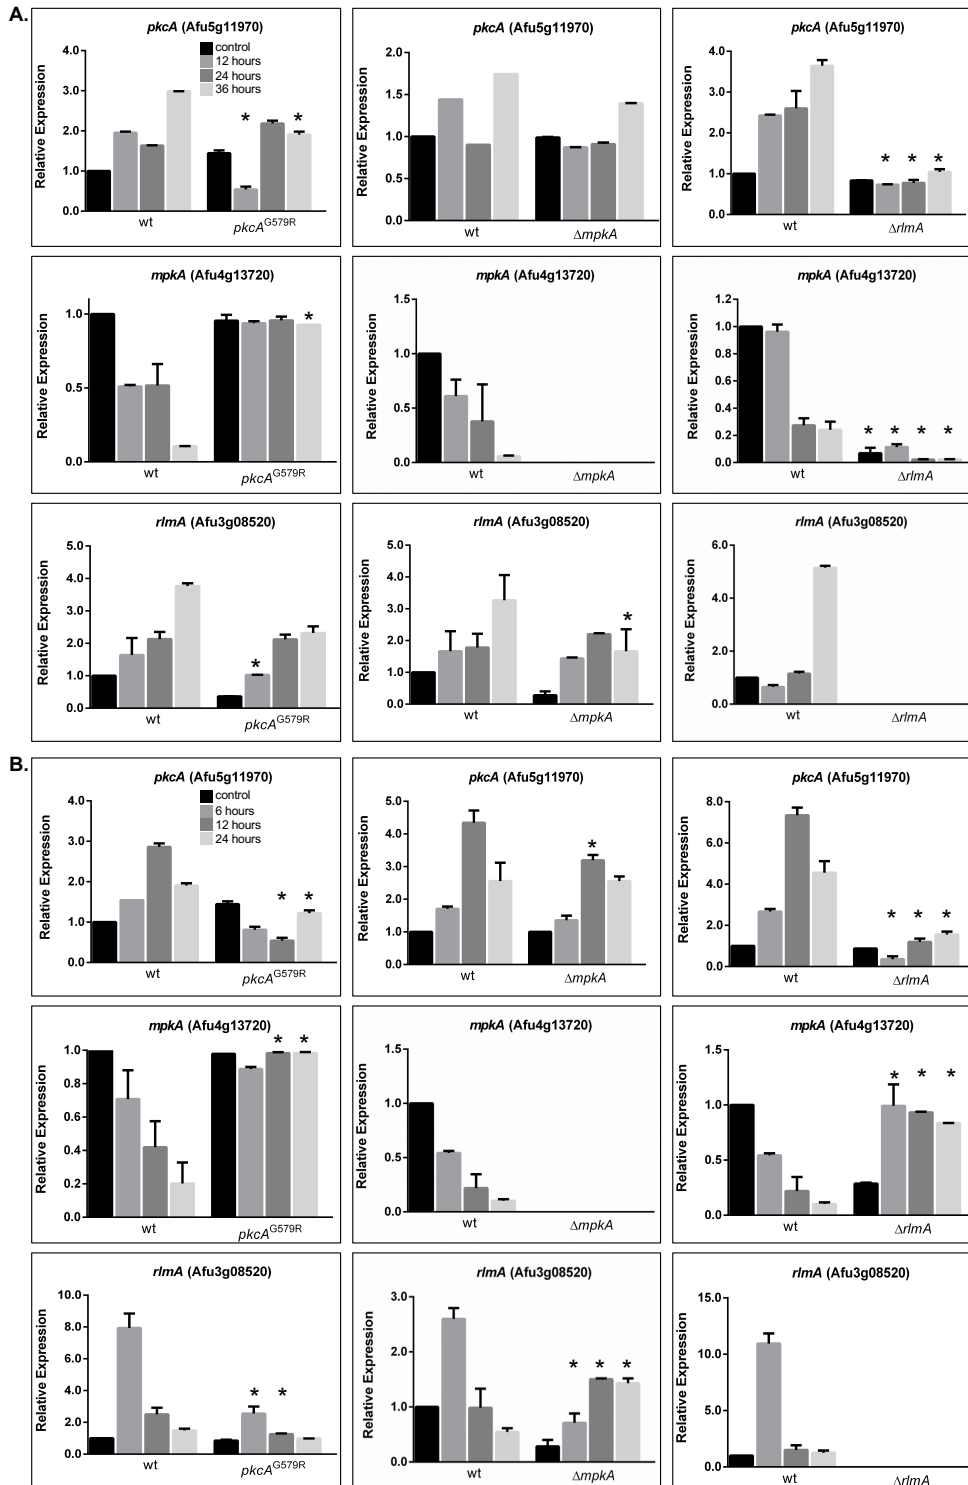 A.
pkcA (Afu5g11970)
control
12 hours
24 hours
36 hours
Relative Expression
4.0
3.0
2.0
1.0
0.0
* *
wt
pkcA^G579R
pkcA (Afu5g11970)
Relative Expression
2.0
1.5
1.0
0.5
0.0
wt
ΔmpkA
pkcA (Afu5g11970)
Relative Expression
4.0
3.0
2.0
1.0
0.0
* * *
wt
ΔrlmA
mpkA (Afu4g13720)
Relative Expression
1.0
0.5
0.0
*
wt
pkcA^G579R
mpkA (Afu4g13720)
Relative Expression
1.5
1.0
0.5
0.0
wt
ΔmpkA
mpkA (Afu4g13720)
Relative Expression
1.2
1.0
0.8
0.6
0.4
0.2
0.0
* * * *
wt
ΔrlmA
rlmA (Afu3g08520)
Relative Expression
5.0
4.0
3.0
2.0
1.0
0.0
*
wt
pkcA^G579R
rlmA (Afu3g08520)
Relative Expression
5.0
4.0
3.0
2.0
1.0
0.0
*
wt
ΔmpkA
rlmA (Afu3g08520)
Relative Expression
6.0
4.0
2.0
0.0
wt
ΔrlmA
B.
pkcA (Afu5g11970)
control
6 hours
12 hours
24 hours
Relative Expression
4.0
3.0
2.0
1.0
0.0
* *
wt
pkcA^G579R
pkcA (Afu5g11970)
Relative Expression
5.0
4.0
3.0
2.0
1.0
0.0
*
wt
ΔmpkA
pkcA (Afu5g11970)
Relative Expression
8.0
6.0
4.0
2.0
0.0
* * *
wt
ΔrlmA
mpkA (Afu4g13720)
Relative Expression
1.0
0.8
0.6
0.4
0.2
0.0
* *
wt
pkcA^G579R
mpkA (Afu4g13720)
Relative Expression
1.5
1.0
0.5
0.0
wt
ΔmpkA
mpkA (Afu4g13720)
Relative Expression
1.5
1.0
0.5
0.0
* * *
wt
ΔrlmA
rlmA (Afu3g08520)
Relative Expression
10.0
8.0
6.0
4.0
2.0
0.0
* *
wt
pkcA^G579R
rlmA (Afu3g08520)
Relative Expression
3.0
2.0
1.0
0.0
* * *
wt
ΔmpkA
rlmA (Afu3g08520)
Relative Expression
15.0
10.0
5.0
0.0
wt
ΔrlmA